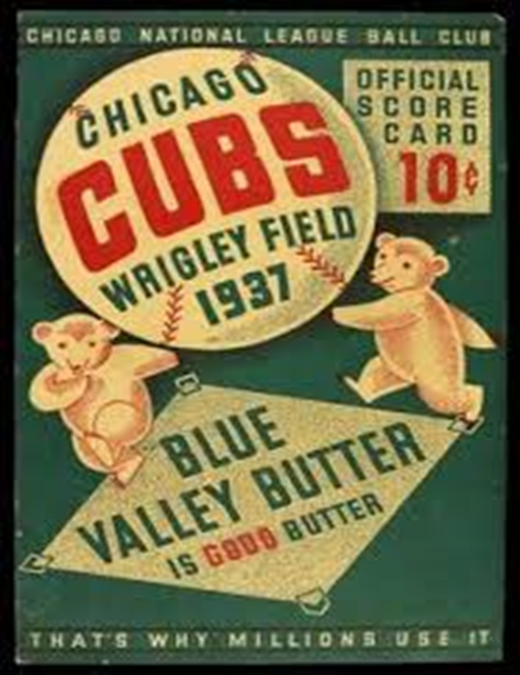 CHICAGO NATIONAL LEAGUE BALL CLUB
CHICAGO
CUBS
WRIGLEY FIELD
1937
OFFICIAL
SCORE
CARD
10¢
BLUE
VALLEY BUTTER
IS GOOD BUTTER
THAT'S WHY MILLIONS USE IT